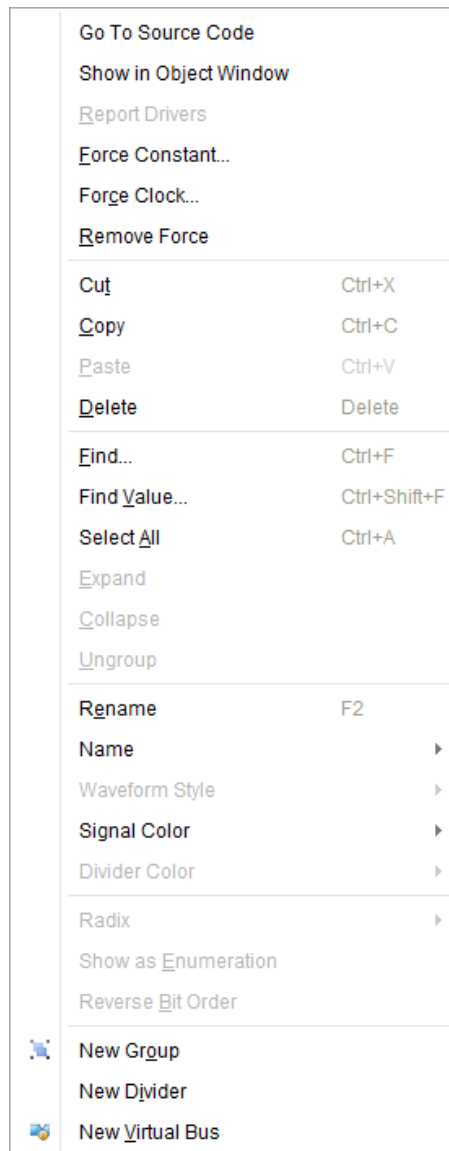 Go To Source Code
Show in Object Window
Report Drivers
Force Constant...
Force Clock...
Remove Force
Cut Ctrl+X
Copy Ctrl+C
Paste Ctrl+V
Delete Delete
Find... Ctrl+F
Find Value... Ctrl+Shift+F
Select All Ctrl+A
Expand
Collapse
Ungroup
Rename F2
Name
Waveform Style
Signal Color
Divider Color
Radix
Show as Enumeration
Reverse Bit Order
New Group
New Divider
New Virtual Bus